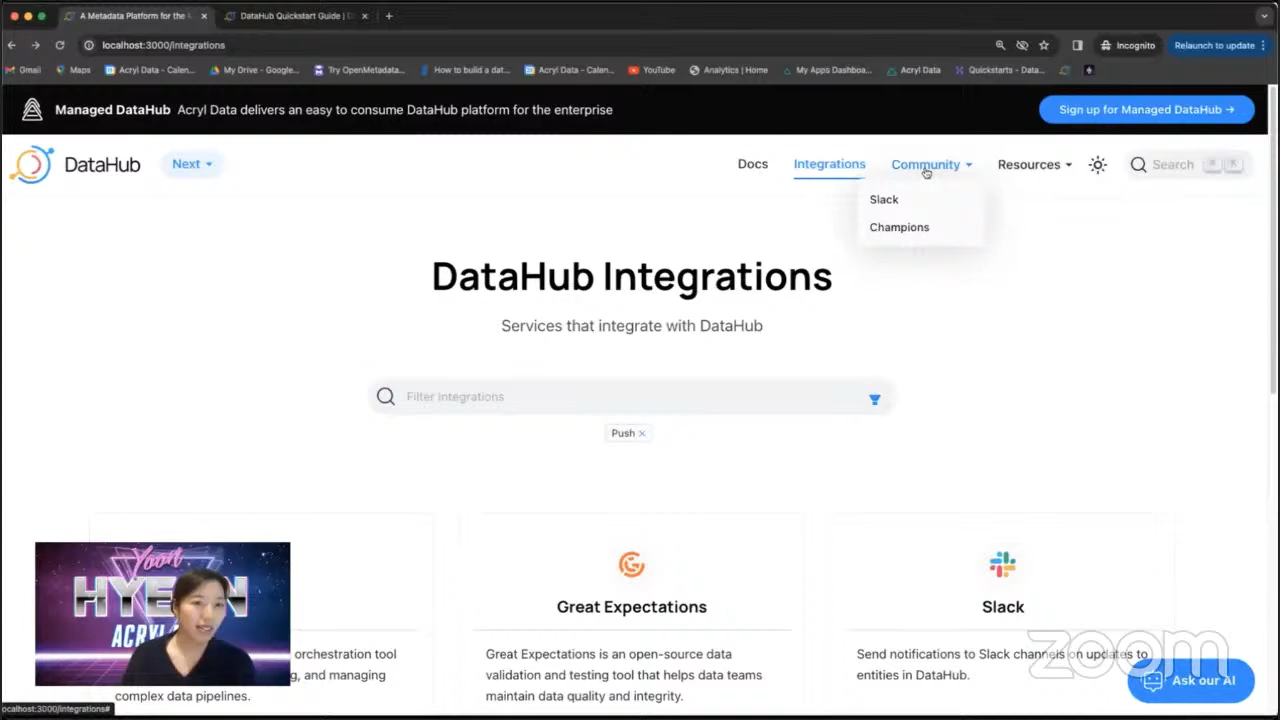 A Metadata Platform for the
DataHub Quickstart Guide |
localhost:3000/integrations
Incognito
Relaunch to update
Gmail
Maps
Acryl Data - Calen...
My Drive - Google...
Try OpenMetadata...
How to build a dat...
Acryl Data - Calen...
YouTube
Analytics | Home
My Apps Dashboa...
Acryl Data
Quickstarts - Data...
Managed DataHub Acryl Data delivers an easy to consume DataHub platform for the enterprise
Sign up for Managed DataHub →
DataHub
Next
Docs
Integrations
Community
Resources
Search
⌘ K
Slack
Champions
DataHub Integrations
Services that integrate with DataHub
Filter Integrations
Push ×
Great Expectations
Slack
orchestration tool
and managing
complex data pipelines.
Great Expectations is an open-source data
validation and testing tool that helps data teams
maintain data quality and integrity.
Send notifications to Slack channels on updates to
entities in DataHub.
Yoon
ACRYL
zoom
Ask our AI
ocalhost:3000/integrations#